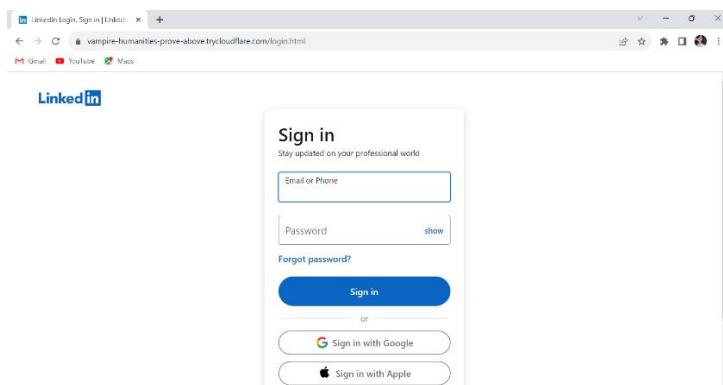 LinkedIn Login, Sign in | LinkedI
vampire-humanities-prove-above.trycloudflare.com/login.html
Gmail YouTube Maps
Linked in
Sign in
Stay updated on your professional world
Email or Phone
Password show
Forgot password?
Sign in
or
Sign in with Google
Sign in with Apple